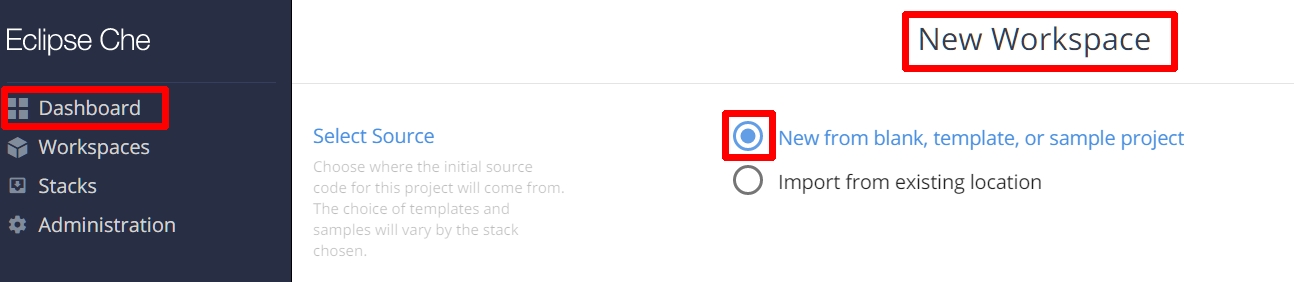 Eclipse Che
Dashboard
Workspaces
Stacks
Administration
New Workspace
Select Source
Choose where the initial source
code for this project will come from.
The choice of templates and
samples will vary by the stack
chosen.
New from blank, template, or sample project
Import from existing location